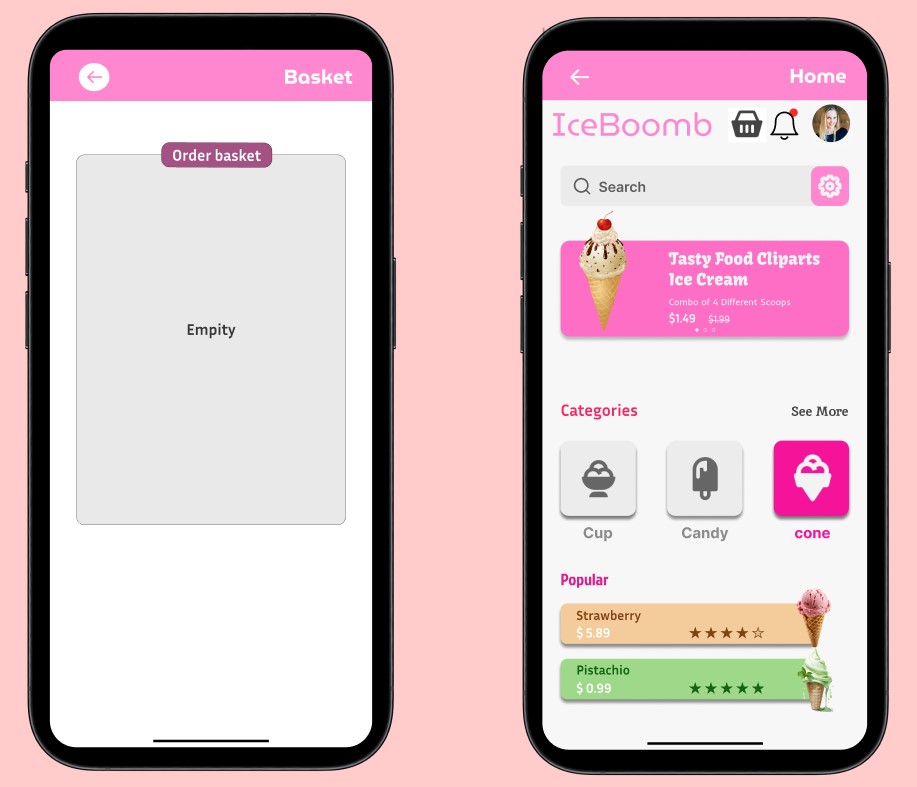 Basket
Order basket
Empity
Home
IceBoomb
Search
Tasty Food Cliparts
Ice Cream
Combo of 4 Different Scoops
$1.49 $1.99
Categories See More
Cup Candy cone
Popular
Strawberry
$ 5.89 ★★★★☆
Pistachio
$ 0.99 ★★★★★